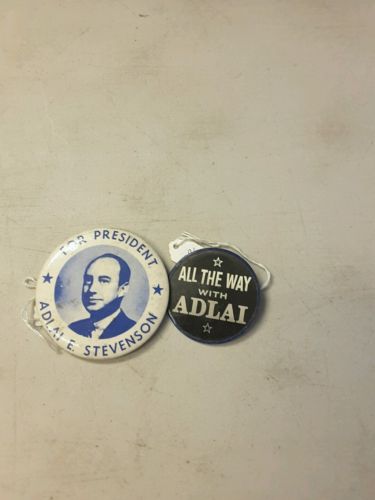 FOR PRESIDENT
ADLAI E. STEVENSON
ALL THE WAY
WITH
ADLAI